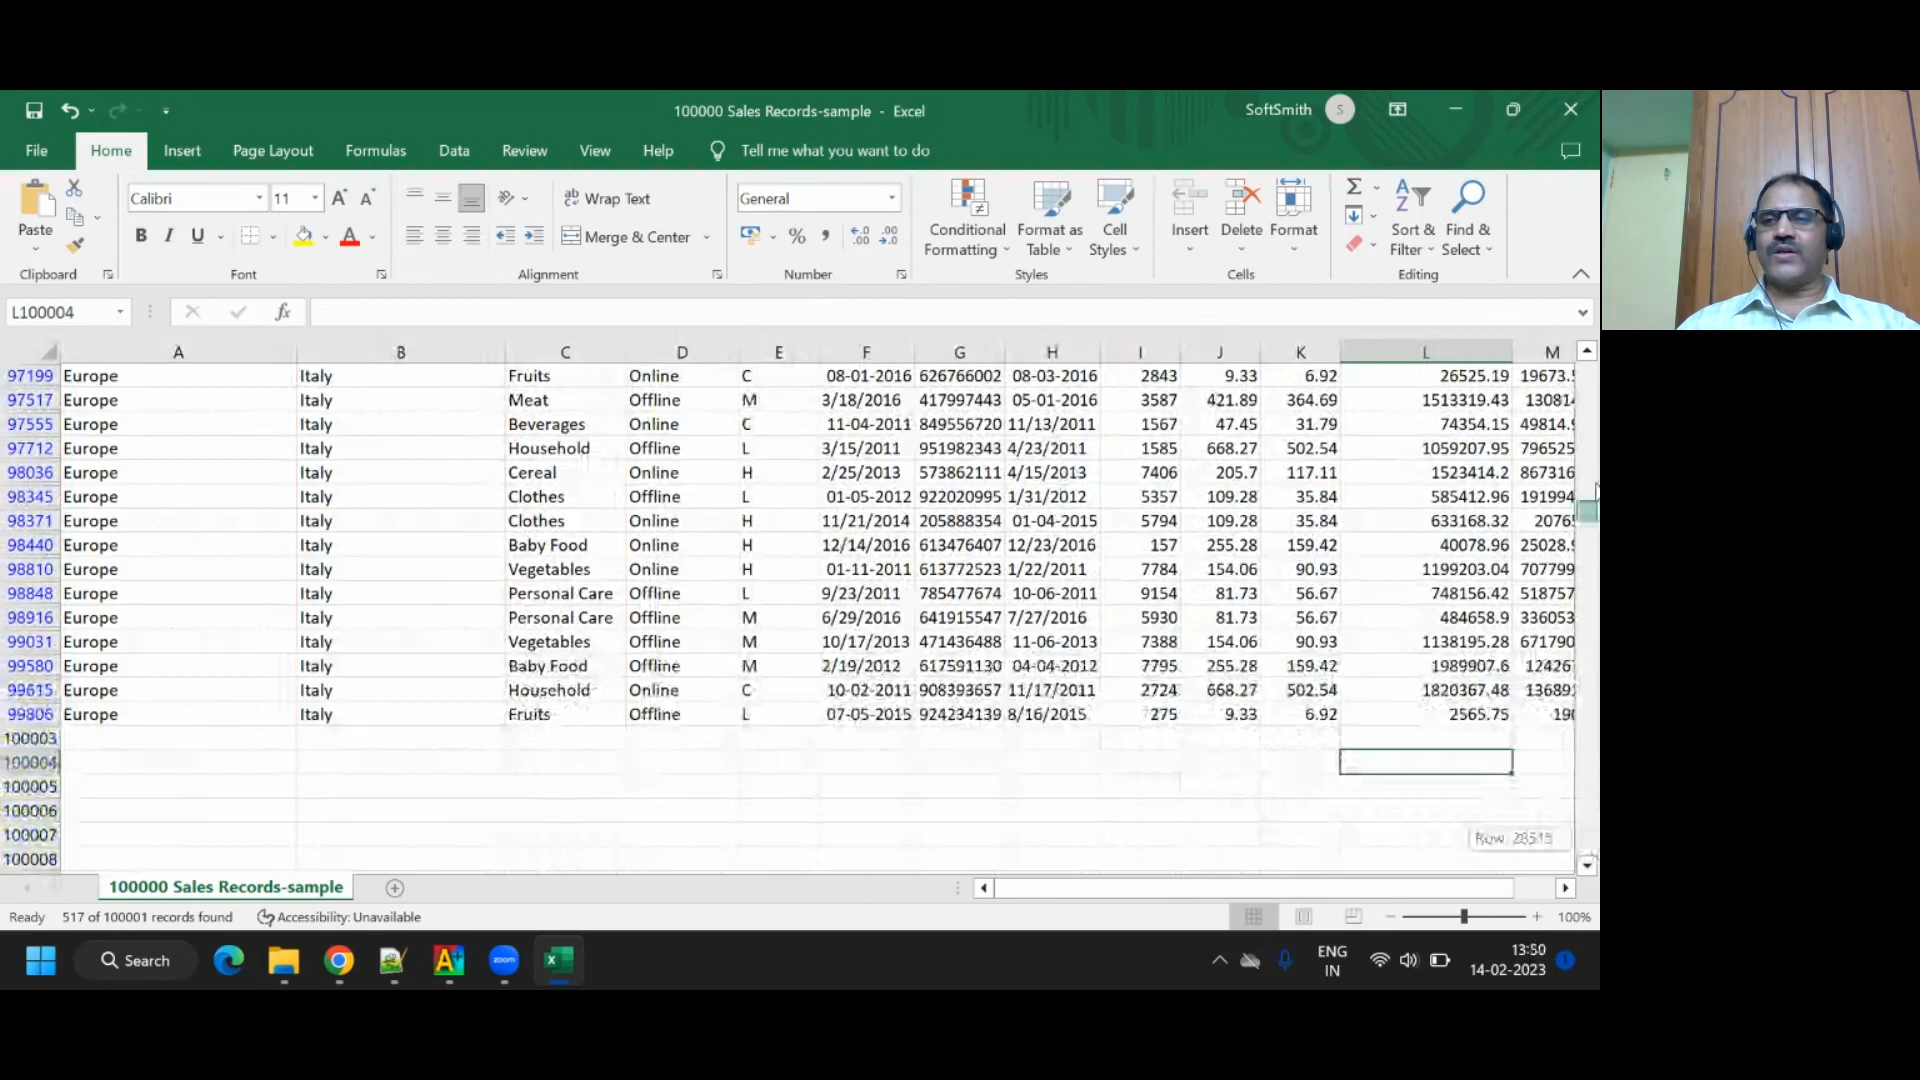 100000 Sales Records-sample - Excel
SoftSmith S
File Home Insert Page Layout Formulas Data Review View Help Tell me what you want to do
Calibri 11 Wrap Text General
Paste B I U A Merge & Center % Conditional Formatting Format as Table Cell Styles Insert Delete Format Sort & Filter Find & Select
Clipboard Font Alignment Number Styles Cells Editing
L100004 fx
A B C D E F G H I J K L M
97199 Europe Italy Fruits Online C 08-01-2016 626766002 08-03-2016 2843 9.33 6.92 26525.19 19673.
97517 Europe Italy Meat Offline M 3/18/2016 417997443 05-01-2016 3587 421.89 364.69 1513319.43 13081
97555 Europe Italy Beverages Online C 11-04-2011 849556720 11/13/2011 1567 47.45 31.79 74354.15 49814.
97712 Europe Italy Household Offline L 3/15/2011 951982343 4/23/2011 1585 668.27 502.54 1059207.95 796525
98036 Europe Italy Cereal Online H 2/25/2013 573862111 4/15/2013 7406 205.7 117.11 1523414.2 867316
98345 Europe Italy Clothes Offline L 01-05-2012 922020995 1/31/2012 5357 109.28 35.84 585412.96 191994
98371 Europe Italy Clothes Online H 11/21/2014 205888354 01-04-2015 5794 109.28 35.84 633168.32 2076
98440 Europe Italy Baby Food Online H 12/14/2016 613476407 12/23/2016 157 255.28 159.42 40078.96 25028.
98810 Europe Italy Vegetables Online H 01-11-2011 613772523 1/22/2011 7784 154.06 90.93 1199203.04 707799
98848 Europe Italy Personal Care Offline L 9/23/2011 785477674 10-06-2011 9154 81.73 56.67 748156.42 518757
98916 Europe Italy Personal Care Offline M 6/29/2016 641915547 7/27/2016 5930 81.73 56.67 484658.9 336053
99031 Europe Italy Vegetables Offline M 10/17/2013 471436488 11-06-2013 7388 154.06 90.93 1138195.28 671790
99580 Europe Italy Baby Food Offline M 2/19/2012 617591130 04-04-2012 7795 255.28 159.42 1989907.6 12426
99615 Europe Italy Household Online C 10-02-2011 908393657 11/17/2011 2724 668.27 502.54 1820367.48 13689
99806 Europe Italy Fruits Offline L 07-05-2015 924234139 8/16/2015 275 9.33 6.92 2565.75 190
100003
100004
100005
100006
100007
100008
Row
100000 Sales Records-sample
Ready 517 of 100001 records found Accessibility: Unavailable 100%
Search zoom ENG IN 13:50 14-02-2023 1